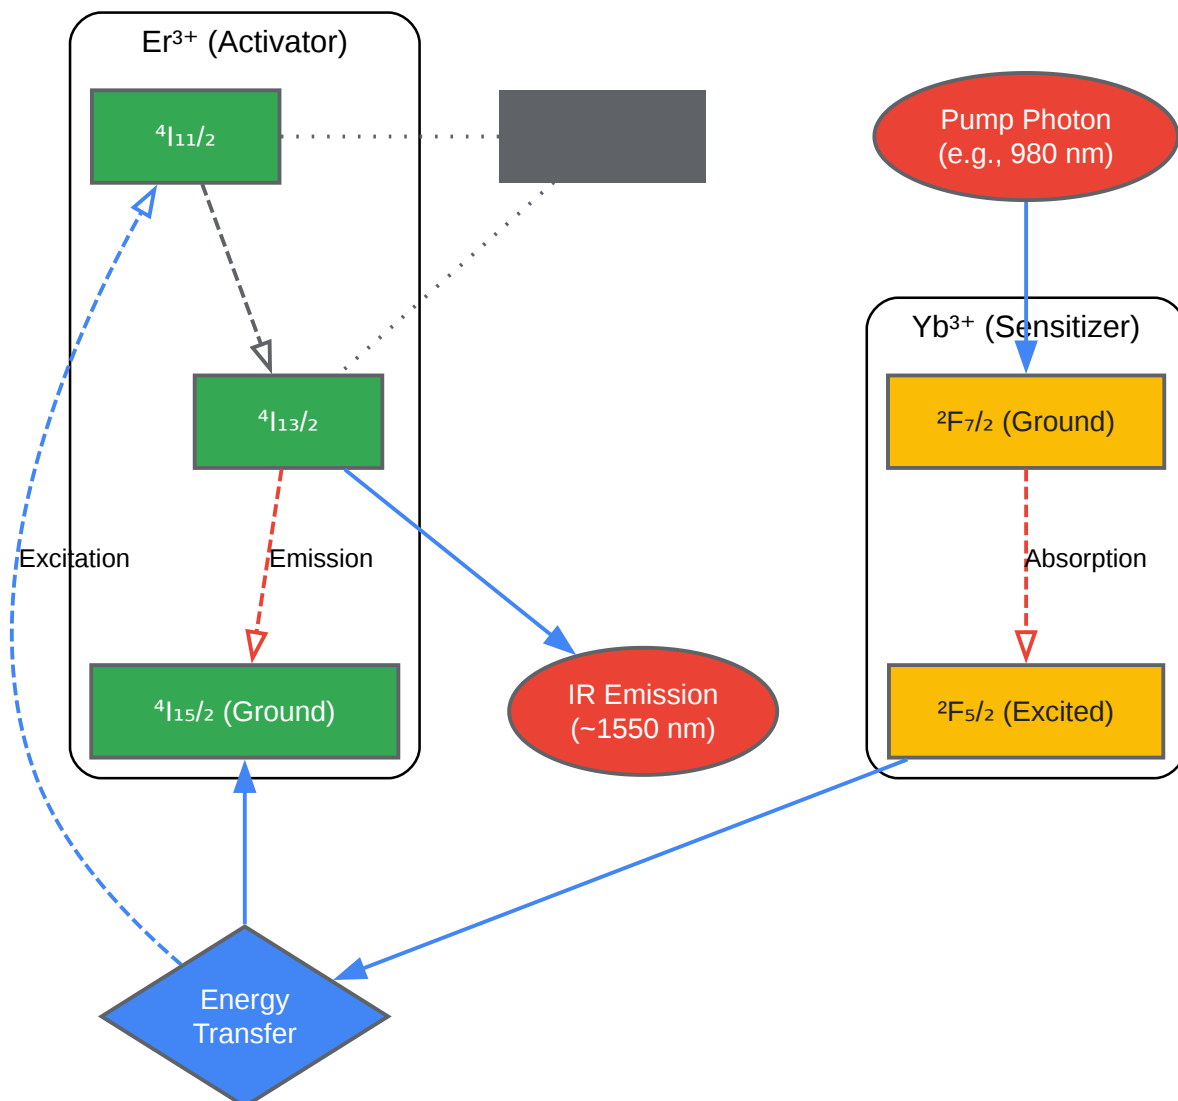 Er³⁺ (Activator)
⁴I₁₁/₂
Pump Photon
(e.g., 980 nm)
Yb³⁺ (Sensitizer)
⁴I₁₃/₂
²F₇/₂ (Ground)
Excitation
Emission
Absorption
⁴I₁₅/₂ (Ground)
IR Emission
(~1550 nm)
²F₅/₂ (Excited)
Energy
Transfer